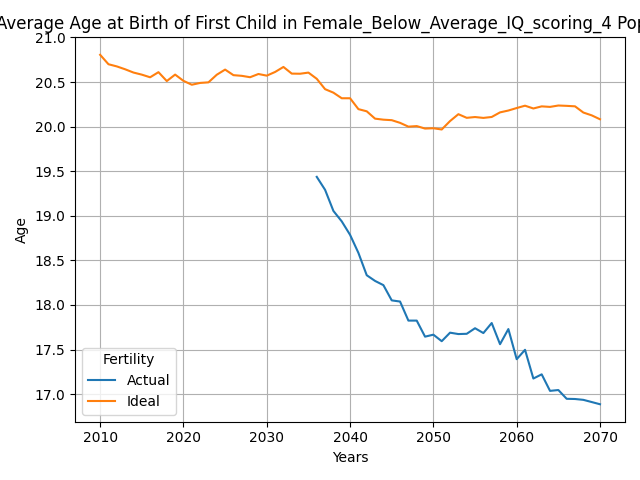 Average Age at Birth of First Child in Female_Below_Average_IQ_scoring_4
21.0
20.5
20.0
19.5
19.0
18.5
18.0
17.5
17.0
Age
Fertility
Actual
Ideal
2010 2020 2030 2040 2050 2060 2070
Years